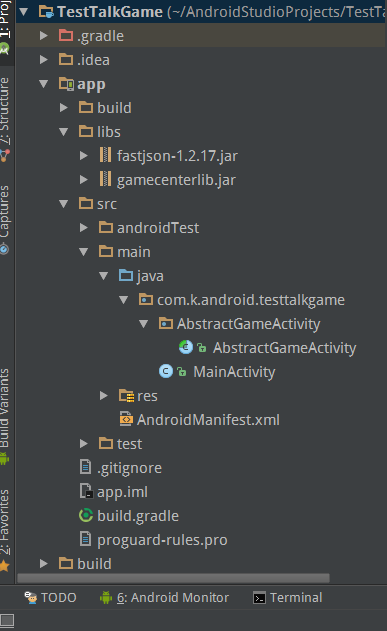 TestTalkGame (~/AndroidStudioProjects/TestTa
.gradle
.idea
app
build
libs
fastjson-1.2.17.jar
gamecenterlib.jar
src
androidTest
main
java
com.k.android.testtalkgame
AbstractGameActivity
AbstractGameActivity
MainActivity
res
AndroidManifest.xml
test
.gitignore
app.iml
build.gradle
proguard-rules.pro
build
1: Proj
7: Structure
Captures
Build Variants
2: Favorites
TODO
6: Android Monitor
Terminal